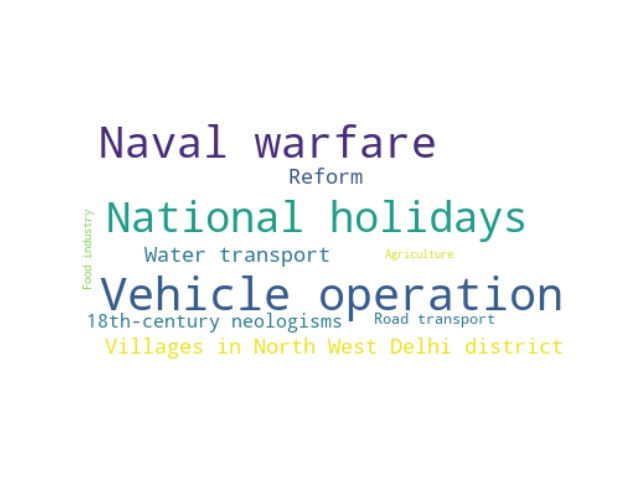 Naval warfare
Reform
National holidays
Food industry
Water transport
Agriculture
Vehicle operation
18th-century neologisms
Road transport
Villages in North West Delhi district